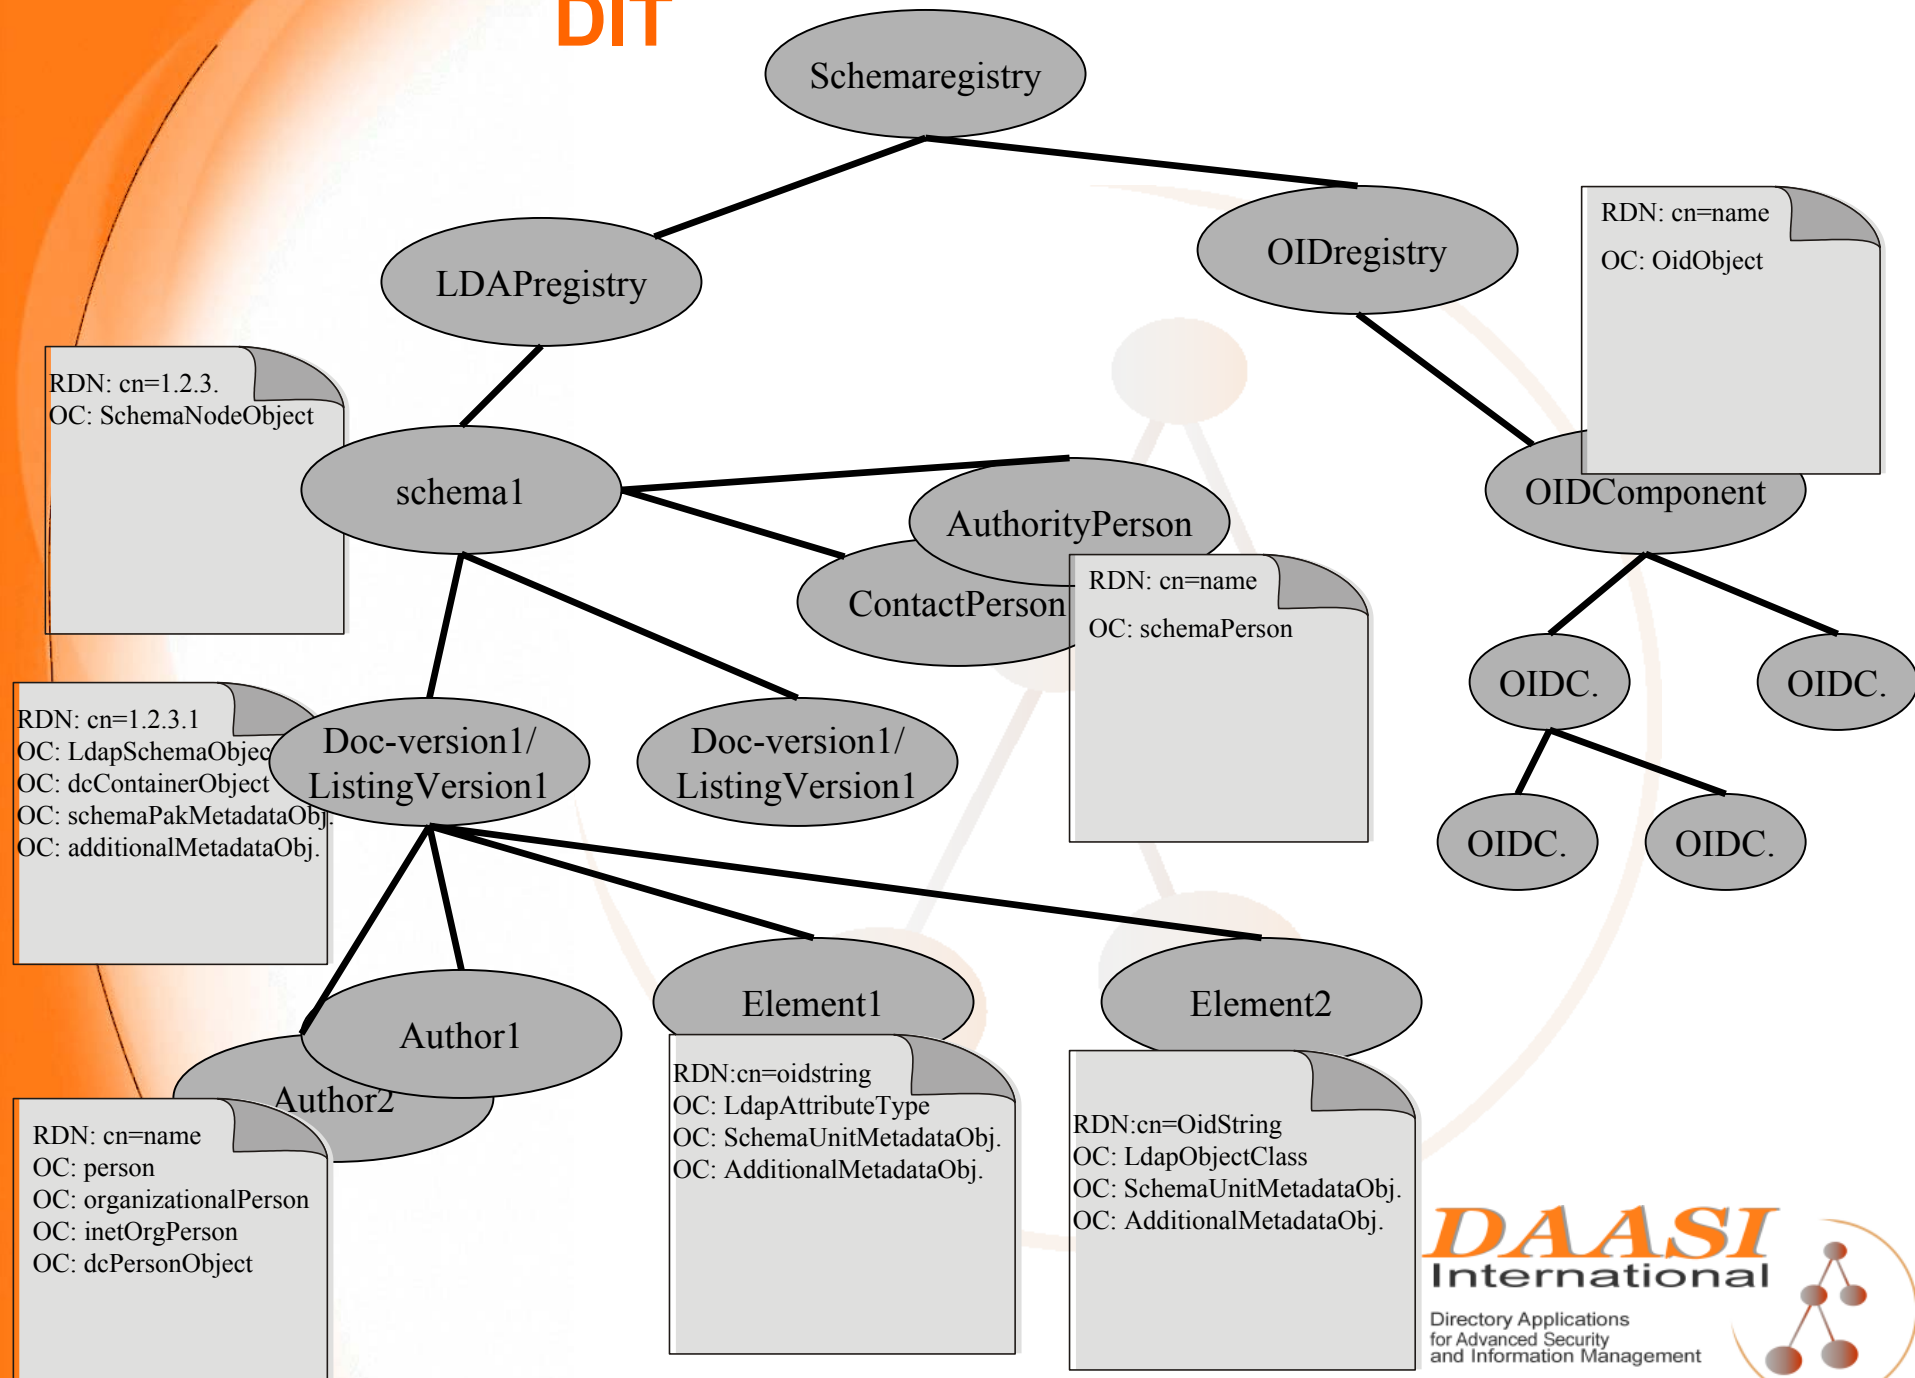 DIT
Schemaregistry
LDAPregistry
OIDregistry
RDN: cn=name
OC: OidObject
RDN: cn=1.2.3.
OC: SchemaNodeObject
schema1
AuthorityPerson
ContactPerson
RDN: cn=name
OC: schemaPerson
OIDComponent
OIDC.
OIDC.
OIDC.
OIDC.
RDN: cn=1.2.3.1
OC: LdapSchemaObjec
OC: dcContainerObject
OC: schemaPakMetadataObj.
OC: additionalMetadataObj.
Doc-version1/
ListingVersion1
Doc-version1/
ListingVersion1
Author1
Author2
Element1
Element2
RDN: cn=name
OC: person
OC: organizationalPerson
OC: inetOrgPerson
OC: dcPersonObject
RDN:cn=oidstring
OC: LdapAttributeType
OC: SchemaUnitMetadataObj.
OC: AdditionalMetadataObj.
RDN:cn=OidString
OC: LdapObjectClass
OC: SchemaUnitMetadataObj.
OC: AdditionalMetadataObj.
DAASI
International
Directory Applications
for Advanced Security
and Information Management